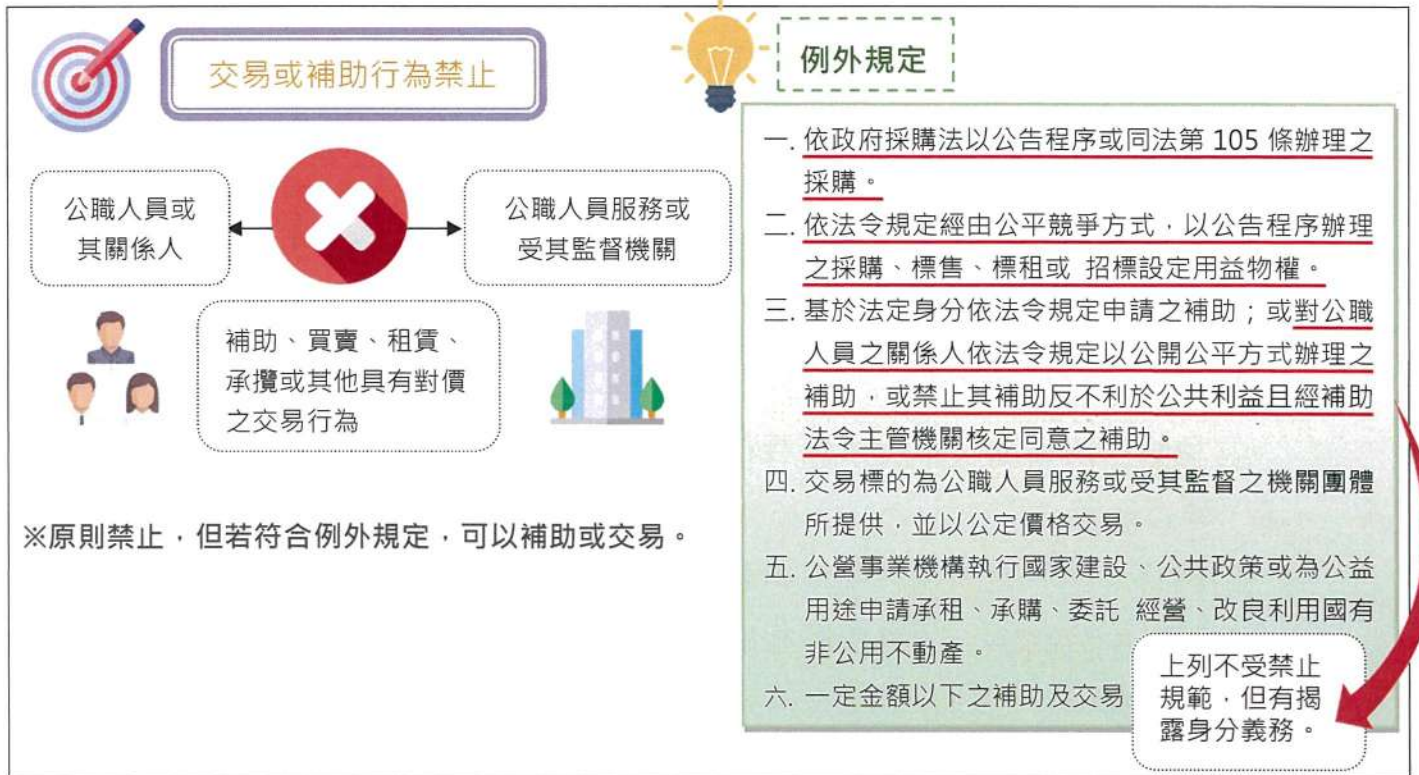 交易或補助行為禁止
公職人員或
其關係人
公職人員服務或
受其監督機關
補助、買賣、租賃、
承攬或其他具有對價
之交易行為
※原則禁止，但若符合例外規定，可以補助或交易。
例外規定
一. 依政府採購法以公告程序或同法第 105 條辦理之
採購。
二. 依法令規定經由公平競爭方式，以公告程序辦理
之採購、標售、標租或 招標設定用益物權。
三. 基於法定身分依法令規定申請之補助；或對公職
人員之關係人依法令規定以公開公平方式辦理之
補助，或禁止其補助反不利於公共利益且經補助
法令主管機關核定同意之補助。
四. 交易標的為公職人員服務或受其監督之機關團體
所提供，並以公定價格交易。
五. 公營事業機構執行國家建設、公共政策或為公益
用途申請承租、承購、委託 經營、改良利用國有
非公用不動產。
六. 一定金額以下之補助及交易
上列不受禁止
規範，但有揭
露身分義務。